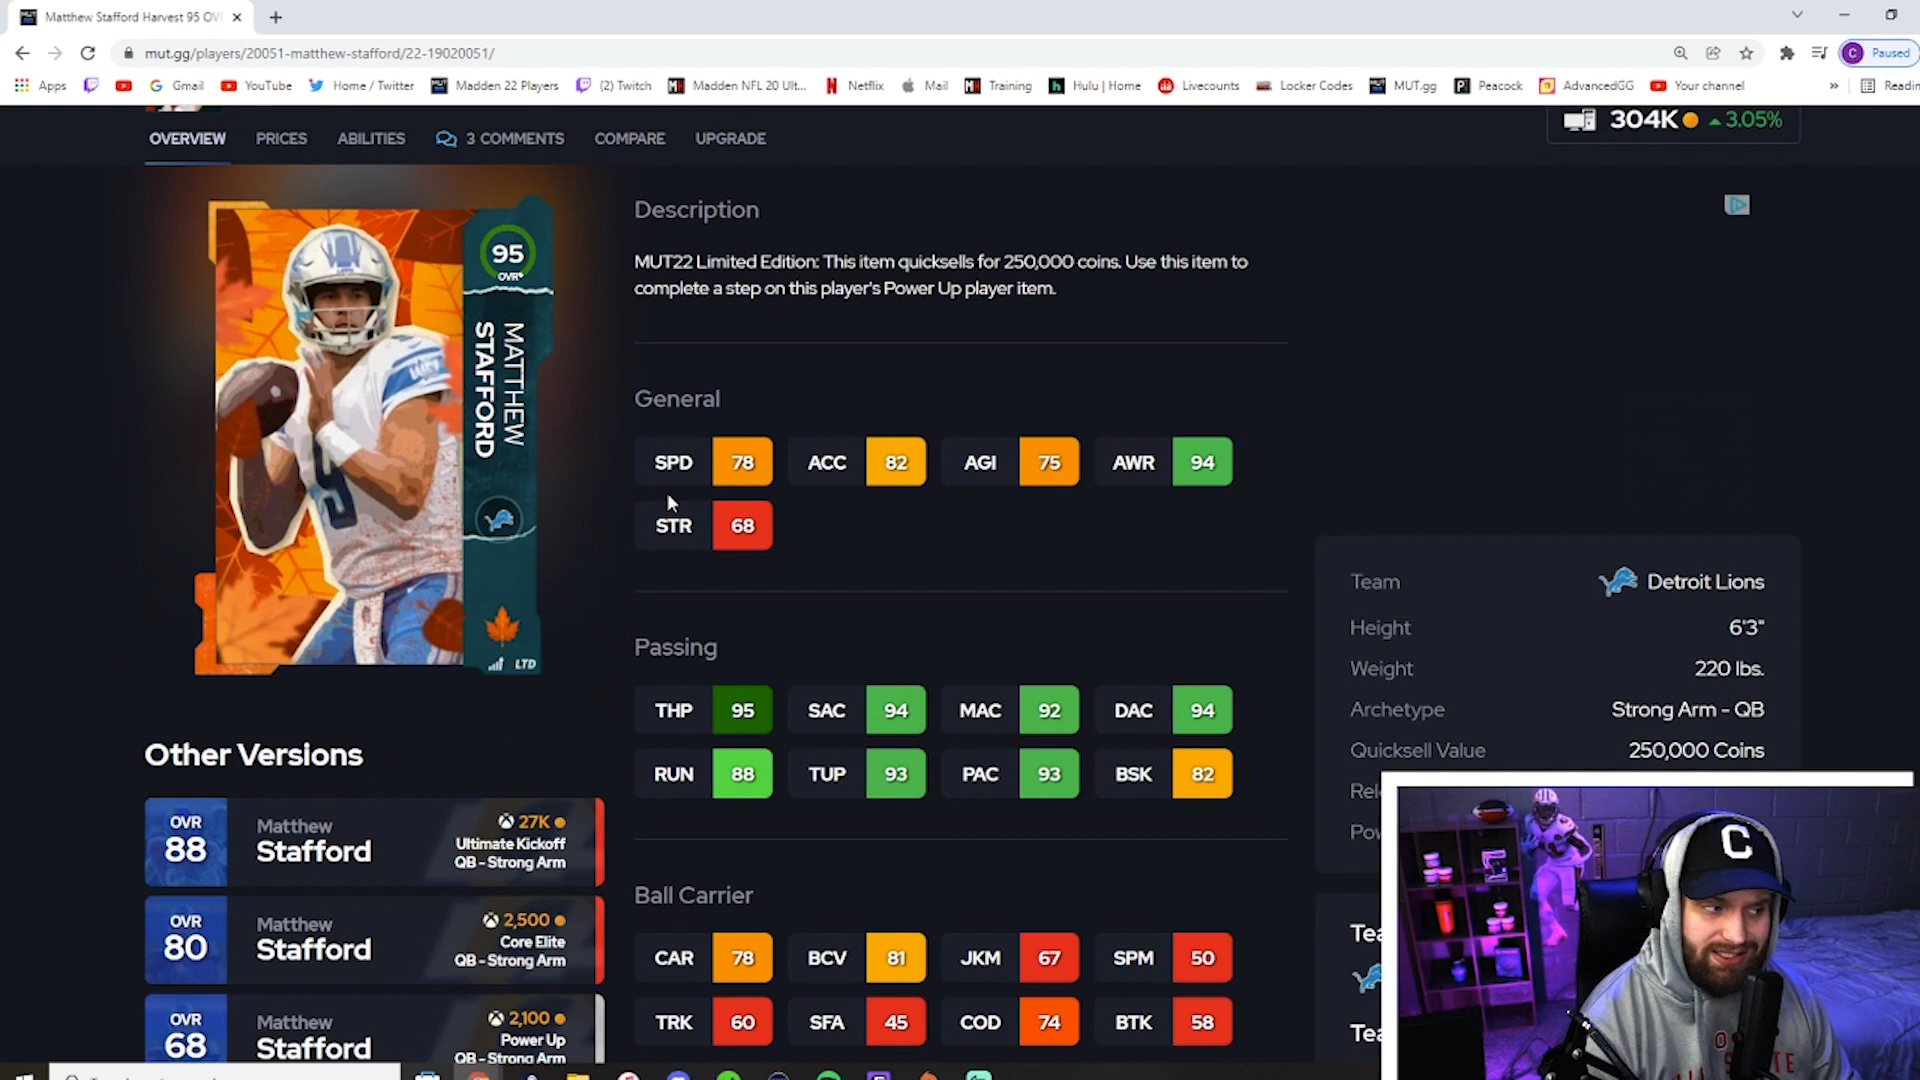 Matthew Stafford Harvest 95 OV
mut.gg/players/20051-matthew-stafford/22-19020051/
C Paused
Apps Gmail YouTube Home / Twitter Madden 22 Players (2) Twitch Madden NFL 20 Ult... Netflix Mail Training Hulu | Home Livecounts Locker Codes MUT.gg Peacock AdvancedGG Your channel » Readin
OVERVIEW PRICES ABILITIES 3 COMMENTS COMPARE UPGRADE
304K 3.05%
95
OVR
MATTHEW
STAFFORD
LTD
Description
MUT22 Limited Edition: This item quicksells for 250,000 coins. Use this item to
complete a step on this player's Power Up player item.
General
SPD 78 ACC 82 AGI 75 AWR 94
STR 68
Passing
THP 95 SAC 94 MAC 92 DAC 94
RUN 88 TUP 93 PAC 93 BSK 82
Ball Carrier
CAR 78 BCV 81 JKM 67 SPM 50
TRK 60 SFA 45 COD 74 BTK 58
Other Versions
OVR
88
Matthew
Stafford
27K
Ultimate Kickoff
QB - Strong Arm
OVR
80
Matthew
Stafford
2,500
Core Elite
QB - Strong Arm
OVR
68
Matthew
Stafford
2,100
Power Up
QB - Strong Arm
Team Detroit Lions
Height 6'3"
Weight 220 lbs.
Archetype Strong Arm - QB
Quicksell Value 250,000 Coins
Rel
Pow
Tea
Tea
C